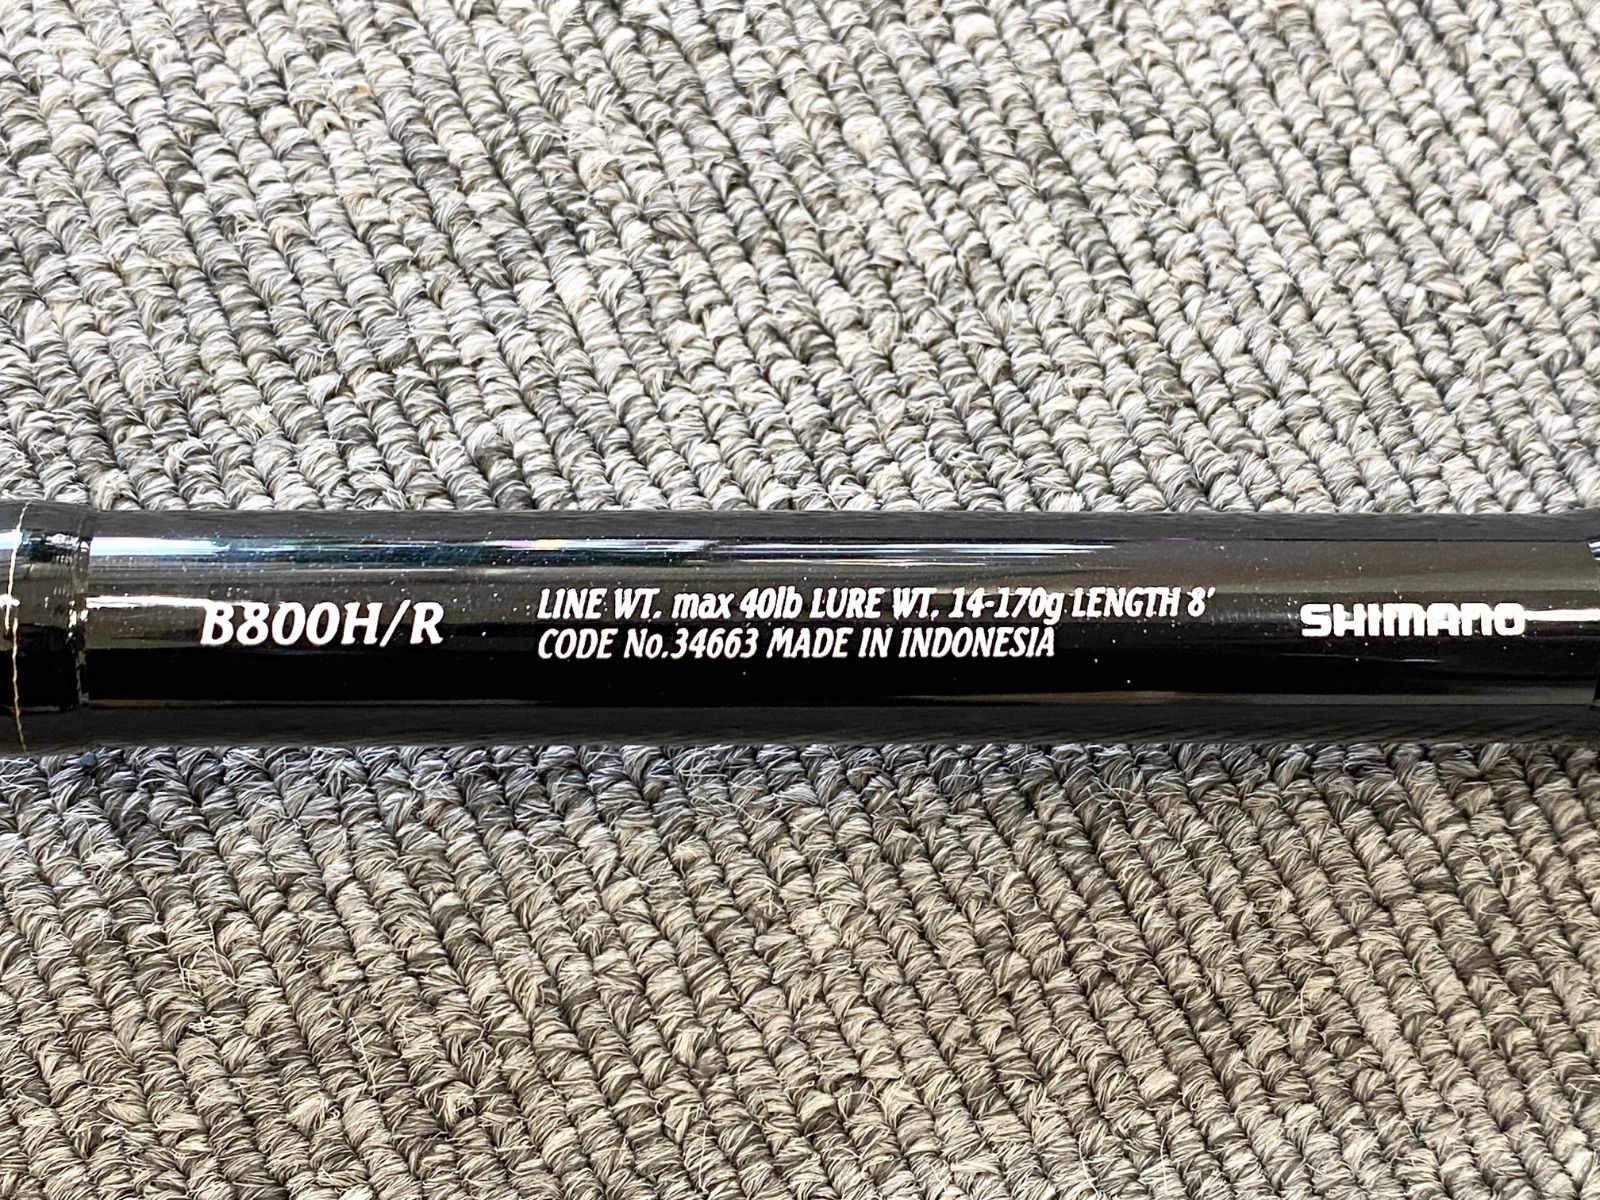 B800H/R
LINE WT. max 40lb LURE WT. 14-170g LENGTH 8'
CODE No.34663 MADE IN INDONESIA
SHIMANO